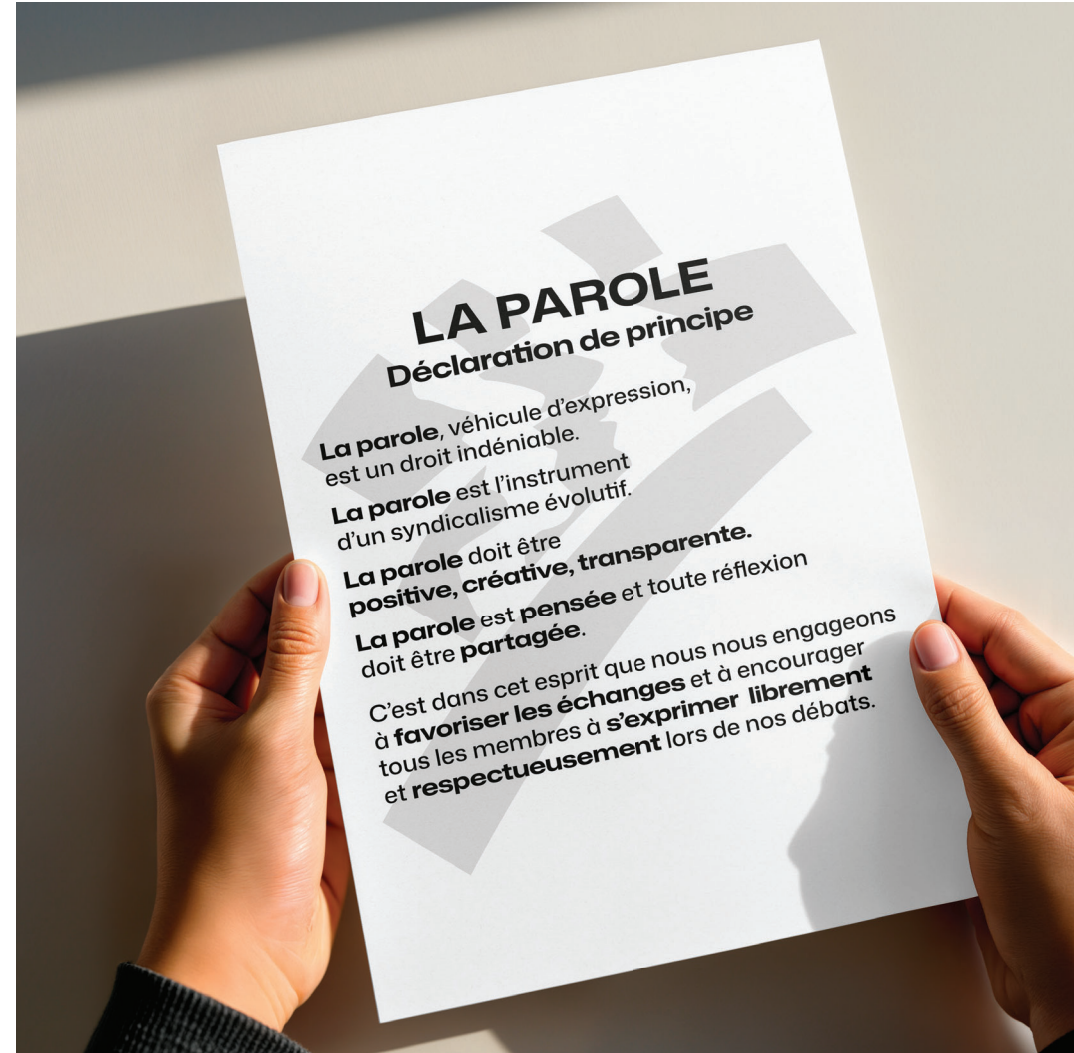 LA PAROLE
Déclaration de principe
La parole, véhicule d'expression,
est un droit indéniable.
La parole est l'instrument
d'un syndicalisme évolutif.
La parole doit être
positive, créative, transparente.
La parole est pensée et toute réflexion
doit être partagée.
C'est dans cet esprit que nous nous engageons
à favoriser les échanges et à encourager
tous les membres à s'exprimer librement
et respectueusement lors de nos débats.